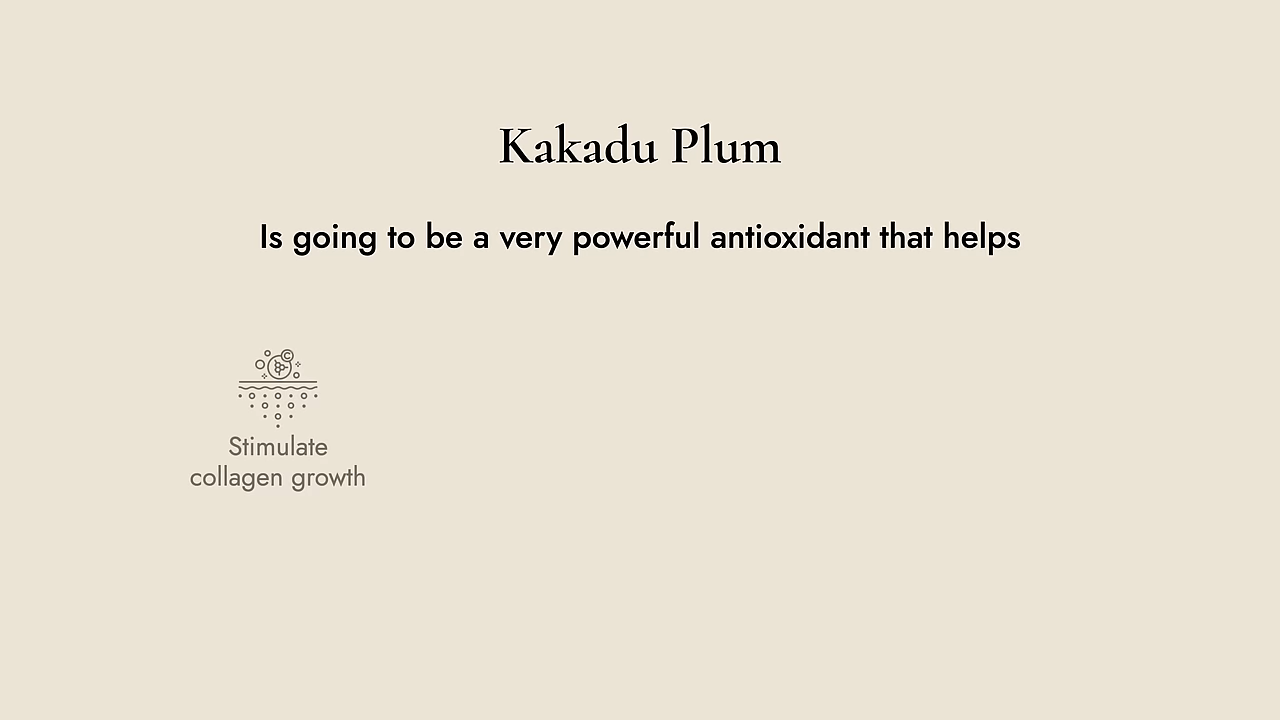 Kakadu Plum
Is going to be a very powerful antioxidant that helps
Stimulate
collagen growth